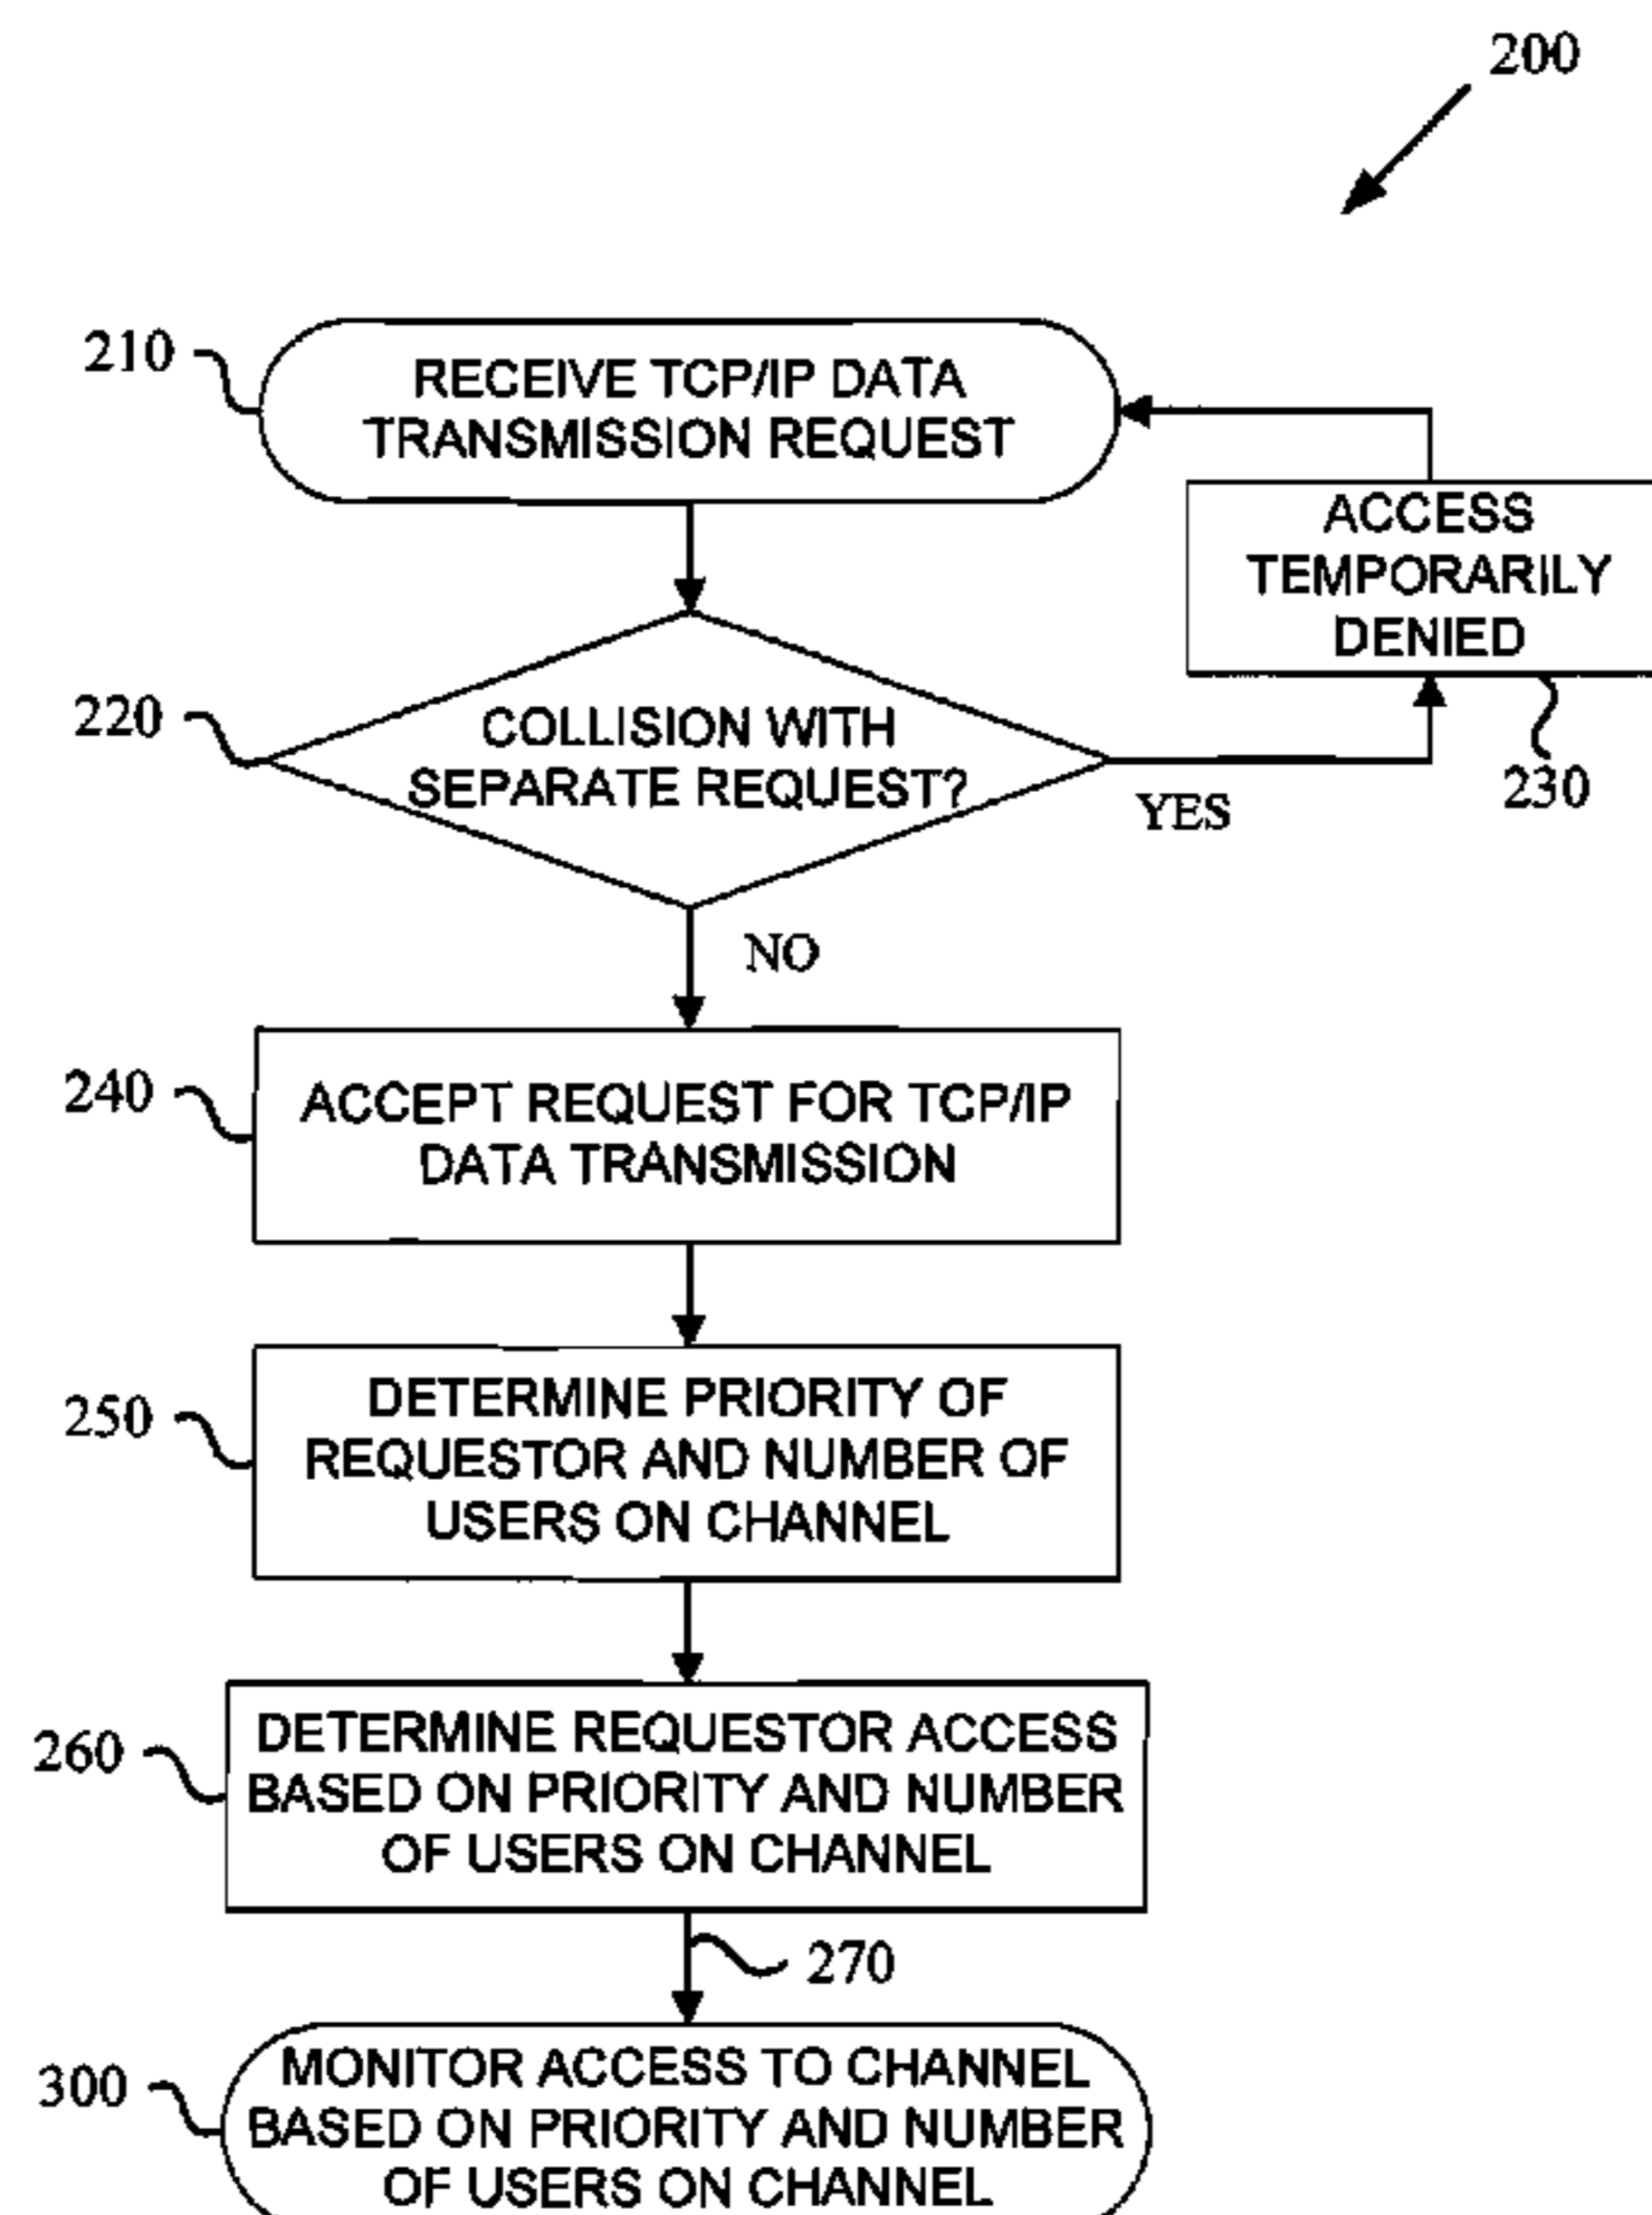 200
210
RECEIVE TCP/IP DATA
TRANSMISSION REQUEST
ACCESS
TEMPORARILY
DENIED
230
220
COLLISION WITH
SEPARATE REQUEST?
YES
NO
240
ACCEPT REQUEST FOR TCP/IP
DATA TRANSMISSION
250
DETERMINE PRIORITY OF
REQUESTOR AND NUMBER OF
USERS ON CHANNEL
260
DETERMINE REQUESTOR ACCESS
BASED ON PRIORITY AND NUMBER
OF USERS ON CHANNEL
270
300
MONITOR ACCESS TO CHANNEL
BASED ON PRIORITY AND NUMBER
OF USERS ON CHANNEL